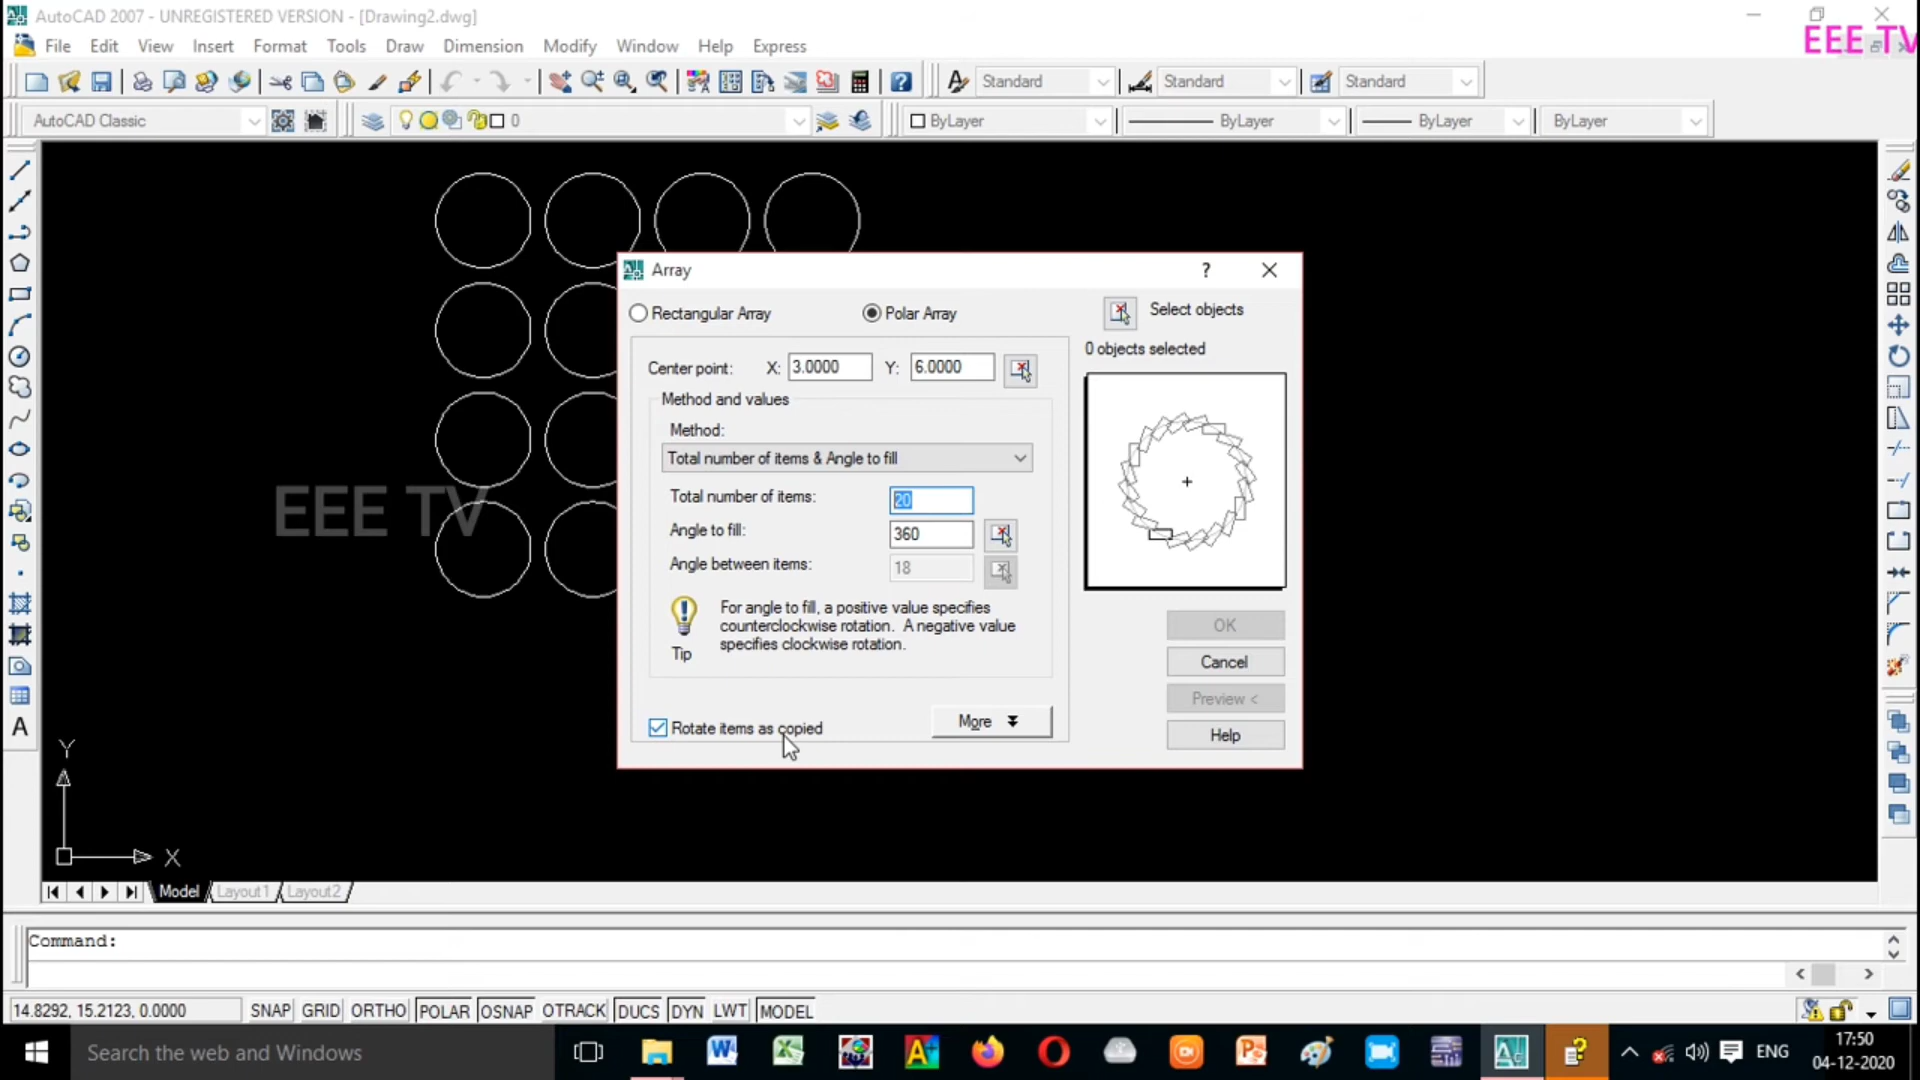 AutoCAD 2007 - UNREGISTERED VERSION - [Drawing2.dwg]
EEE TV
File Edit View Insert Format Tools Draw Dimension Modify Window Help Express
Standard Standard Standard
AutoCAD Classic 0 ByLayer ByLayer ByLayer ByLayer
Array ?
Rectangular Array Polar Array Select objects
0 objects selected
Center point: X: 3.0000 Y: 6.0000
Method and values
Method:
Total number of items & Angle to fill
Total number of items: 20
Angle to fill: 360
Angle between items: 18
For angle to fill, a positive value specifies
counterclockwise rotation. A negative value
specifies clockwise rotation.
Tip
Rotate items as copied More
OK
Cancel
Preview <
Help
EEE TV
A
Y
X
Model Layout1 Layout2
Command:
14.8292, 15.2123, 0.0000 SNAP GRID ORTHO POLAR OSNAP OTRACK DUCS DYN LWT MODEL
Search the web and Windows ENG 17:50
04-12-2020